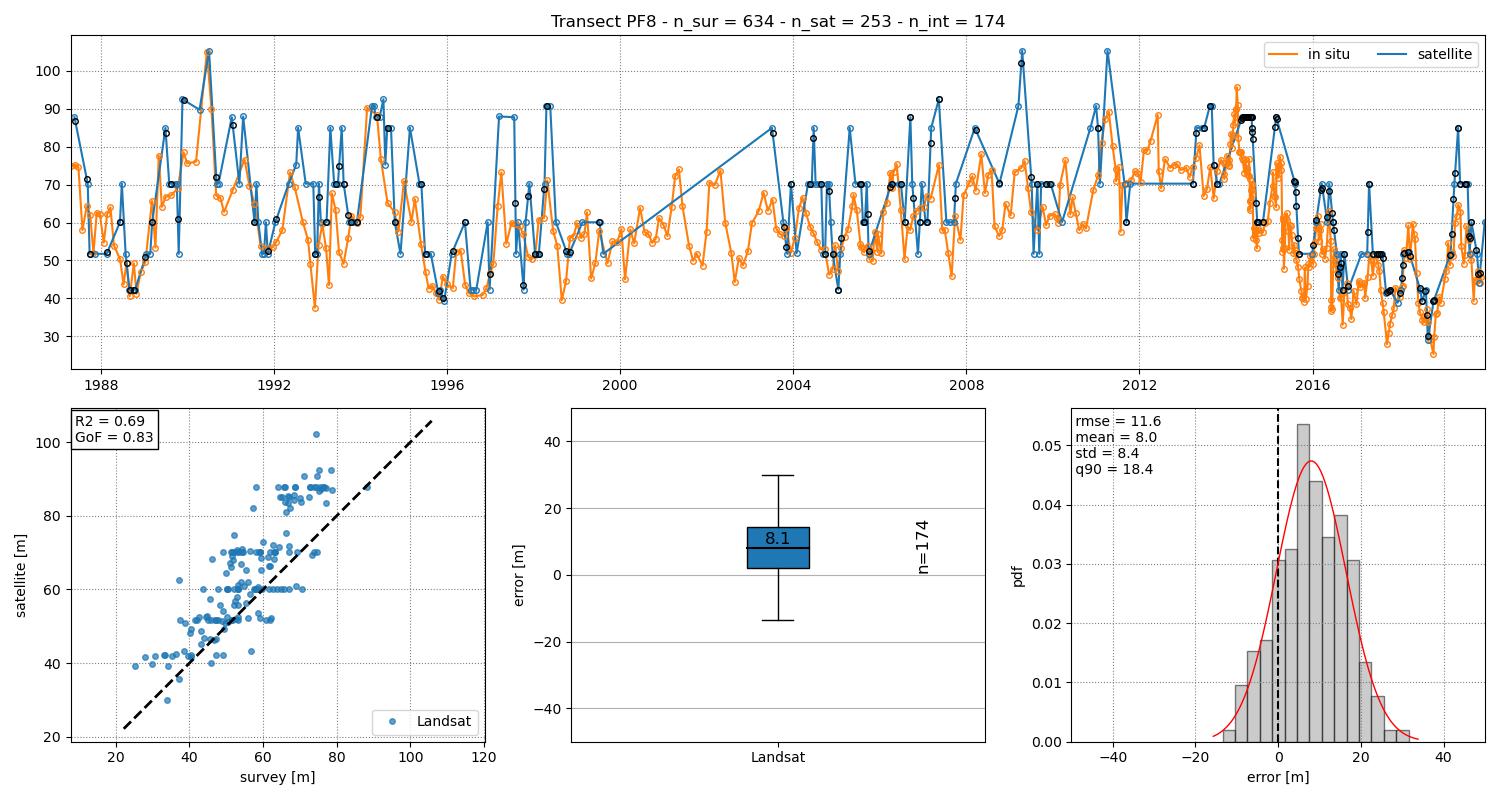 Transect PF8 - n_sur = 634 - n_sat = 253 - n_int = 174
in situ
satellite
100
90
80
70
60
50
40
30
1988
1992
1996
2000
2004
2008
2012
2016
R2 = 0.69
GoF = 0.83
satellite [m]
100
80
60
40
20
Landsat
20
40
60
80
100
120
survey [m]
error [m]
40
20
0
−20
−40
8.1
n=174
Landsat
rmse = 11.6
mean = 8.0
std = 8.4
q90 = 18.4
pdf
0.05
0.04
0.03
0.02
0.01
0.00
−40
−20
0
20
40
error [m]